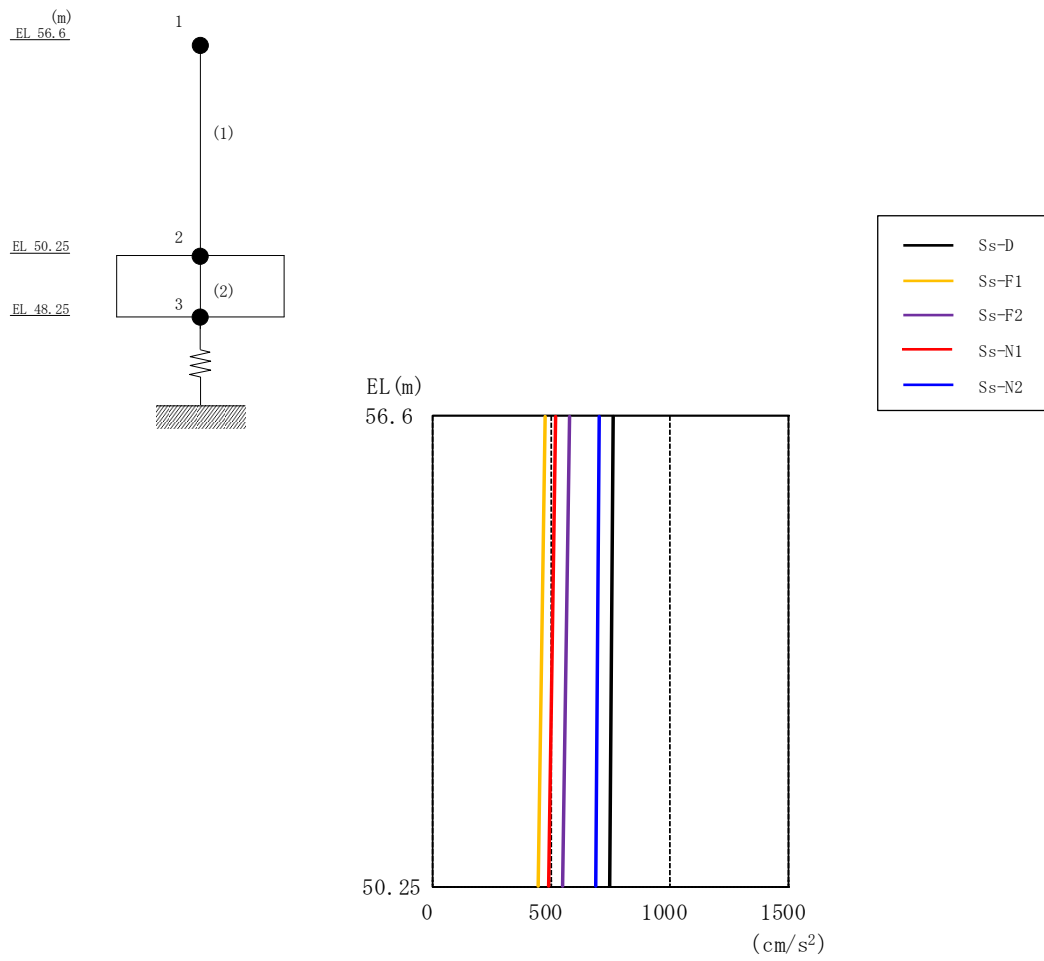 (m)
EL 56.6
1
(1)
EL 50.25
2
(2)
EL 48.25
3
Ss-D
Ss-F1
Ss-F2
Ss-N1
Ss-N2
EL(m)
56.6
50.25
0
500
1000
1500
(cm/s²)